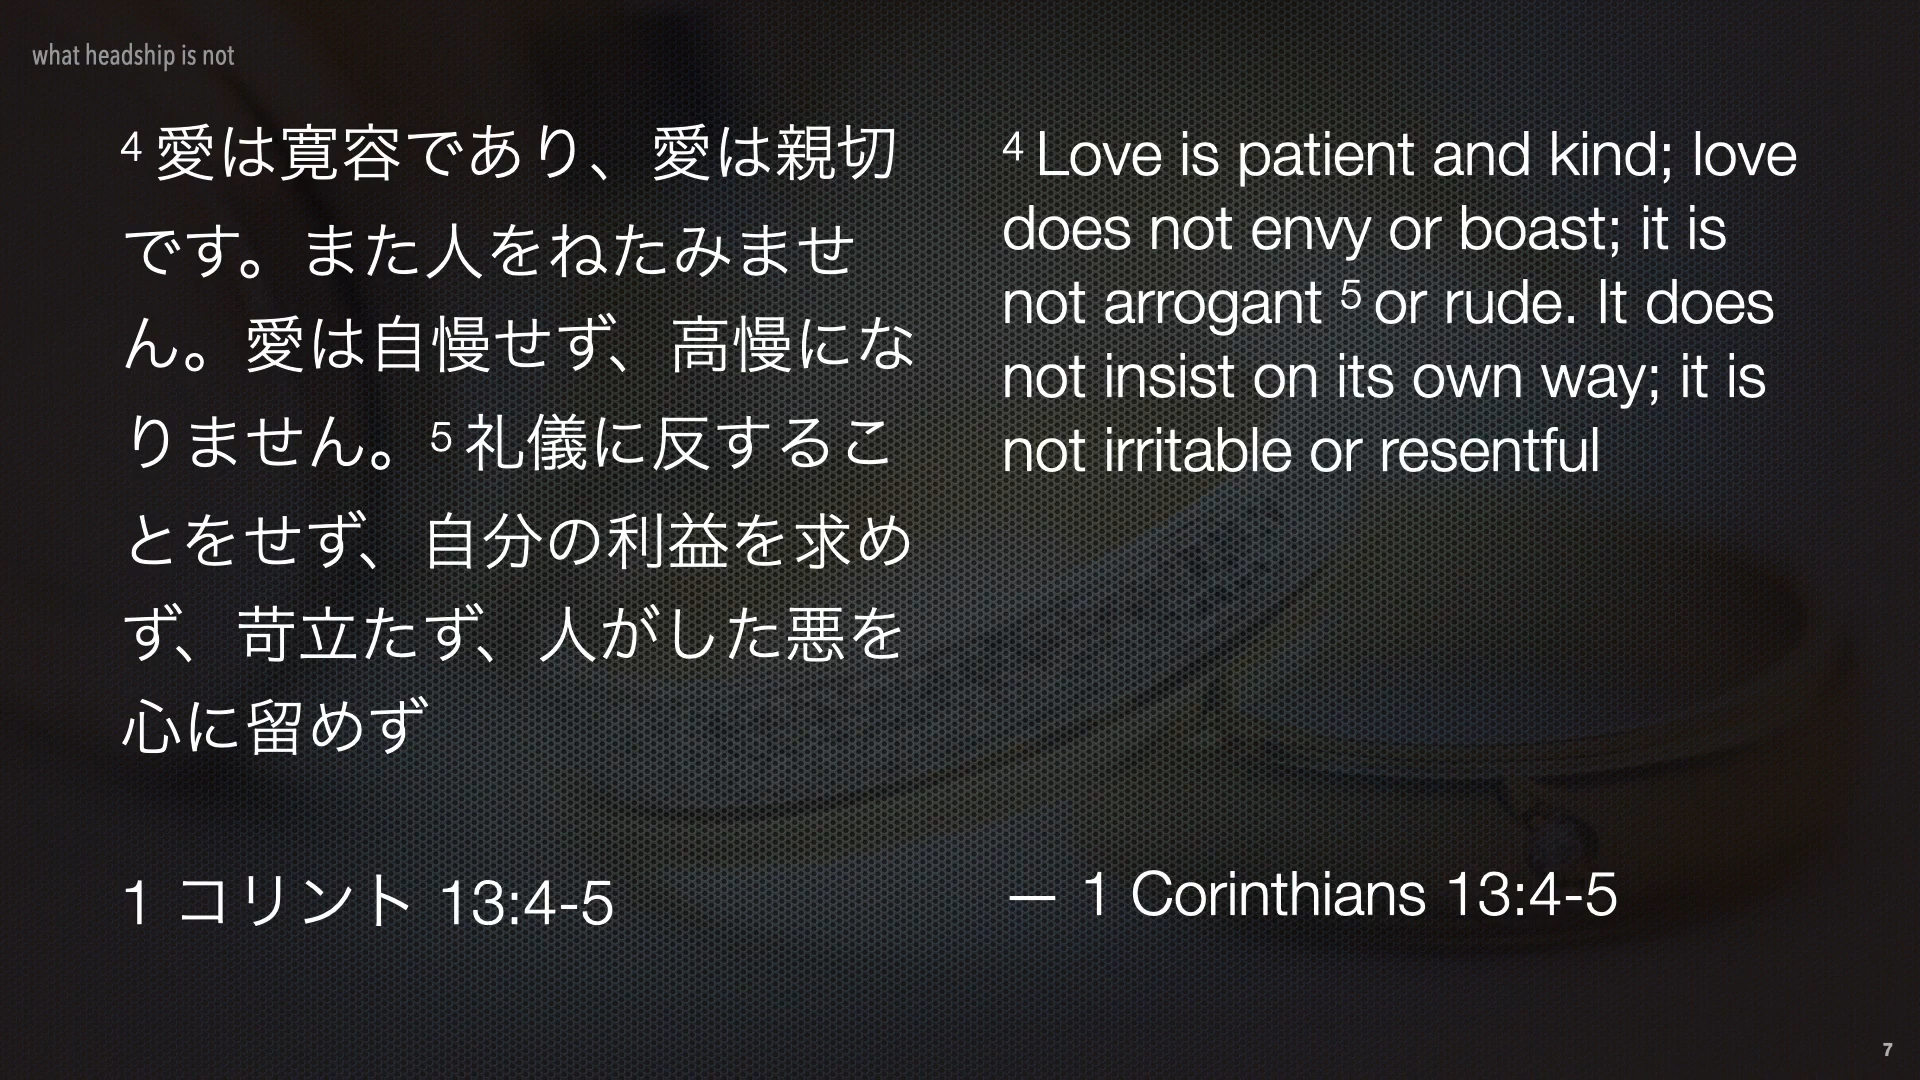 what headship is not
4 愛は寛容であり、愛は親切
です。また人をねたみませ
ん。愛は自慢せず、高慢にな
りません。5 礼儀に反するこ
とをせず、自分の利益を求め
ず、苛立たず、人がした悪を
心に留めず
1 コリント 13:4-5
4 Love is patient and kind; love
does not envy or boast; it is
not arrogant 5 or rude. It does
not insist on its own way; it is
not irritable or resentful
— 1 Corinthians 13:4-5
7